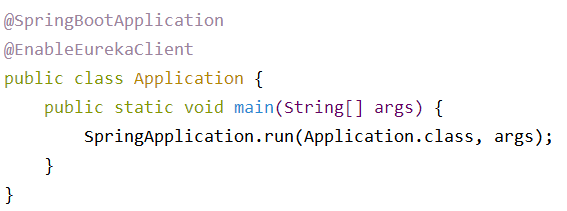 @SpringBootApplication
@EnableEurekaClient
public class Application {
    public static void main(String[] args) {
        SpringApplication.run(Application.class, args);
    }
}